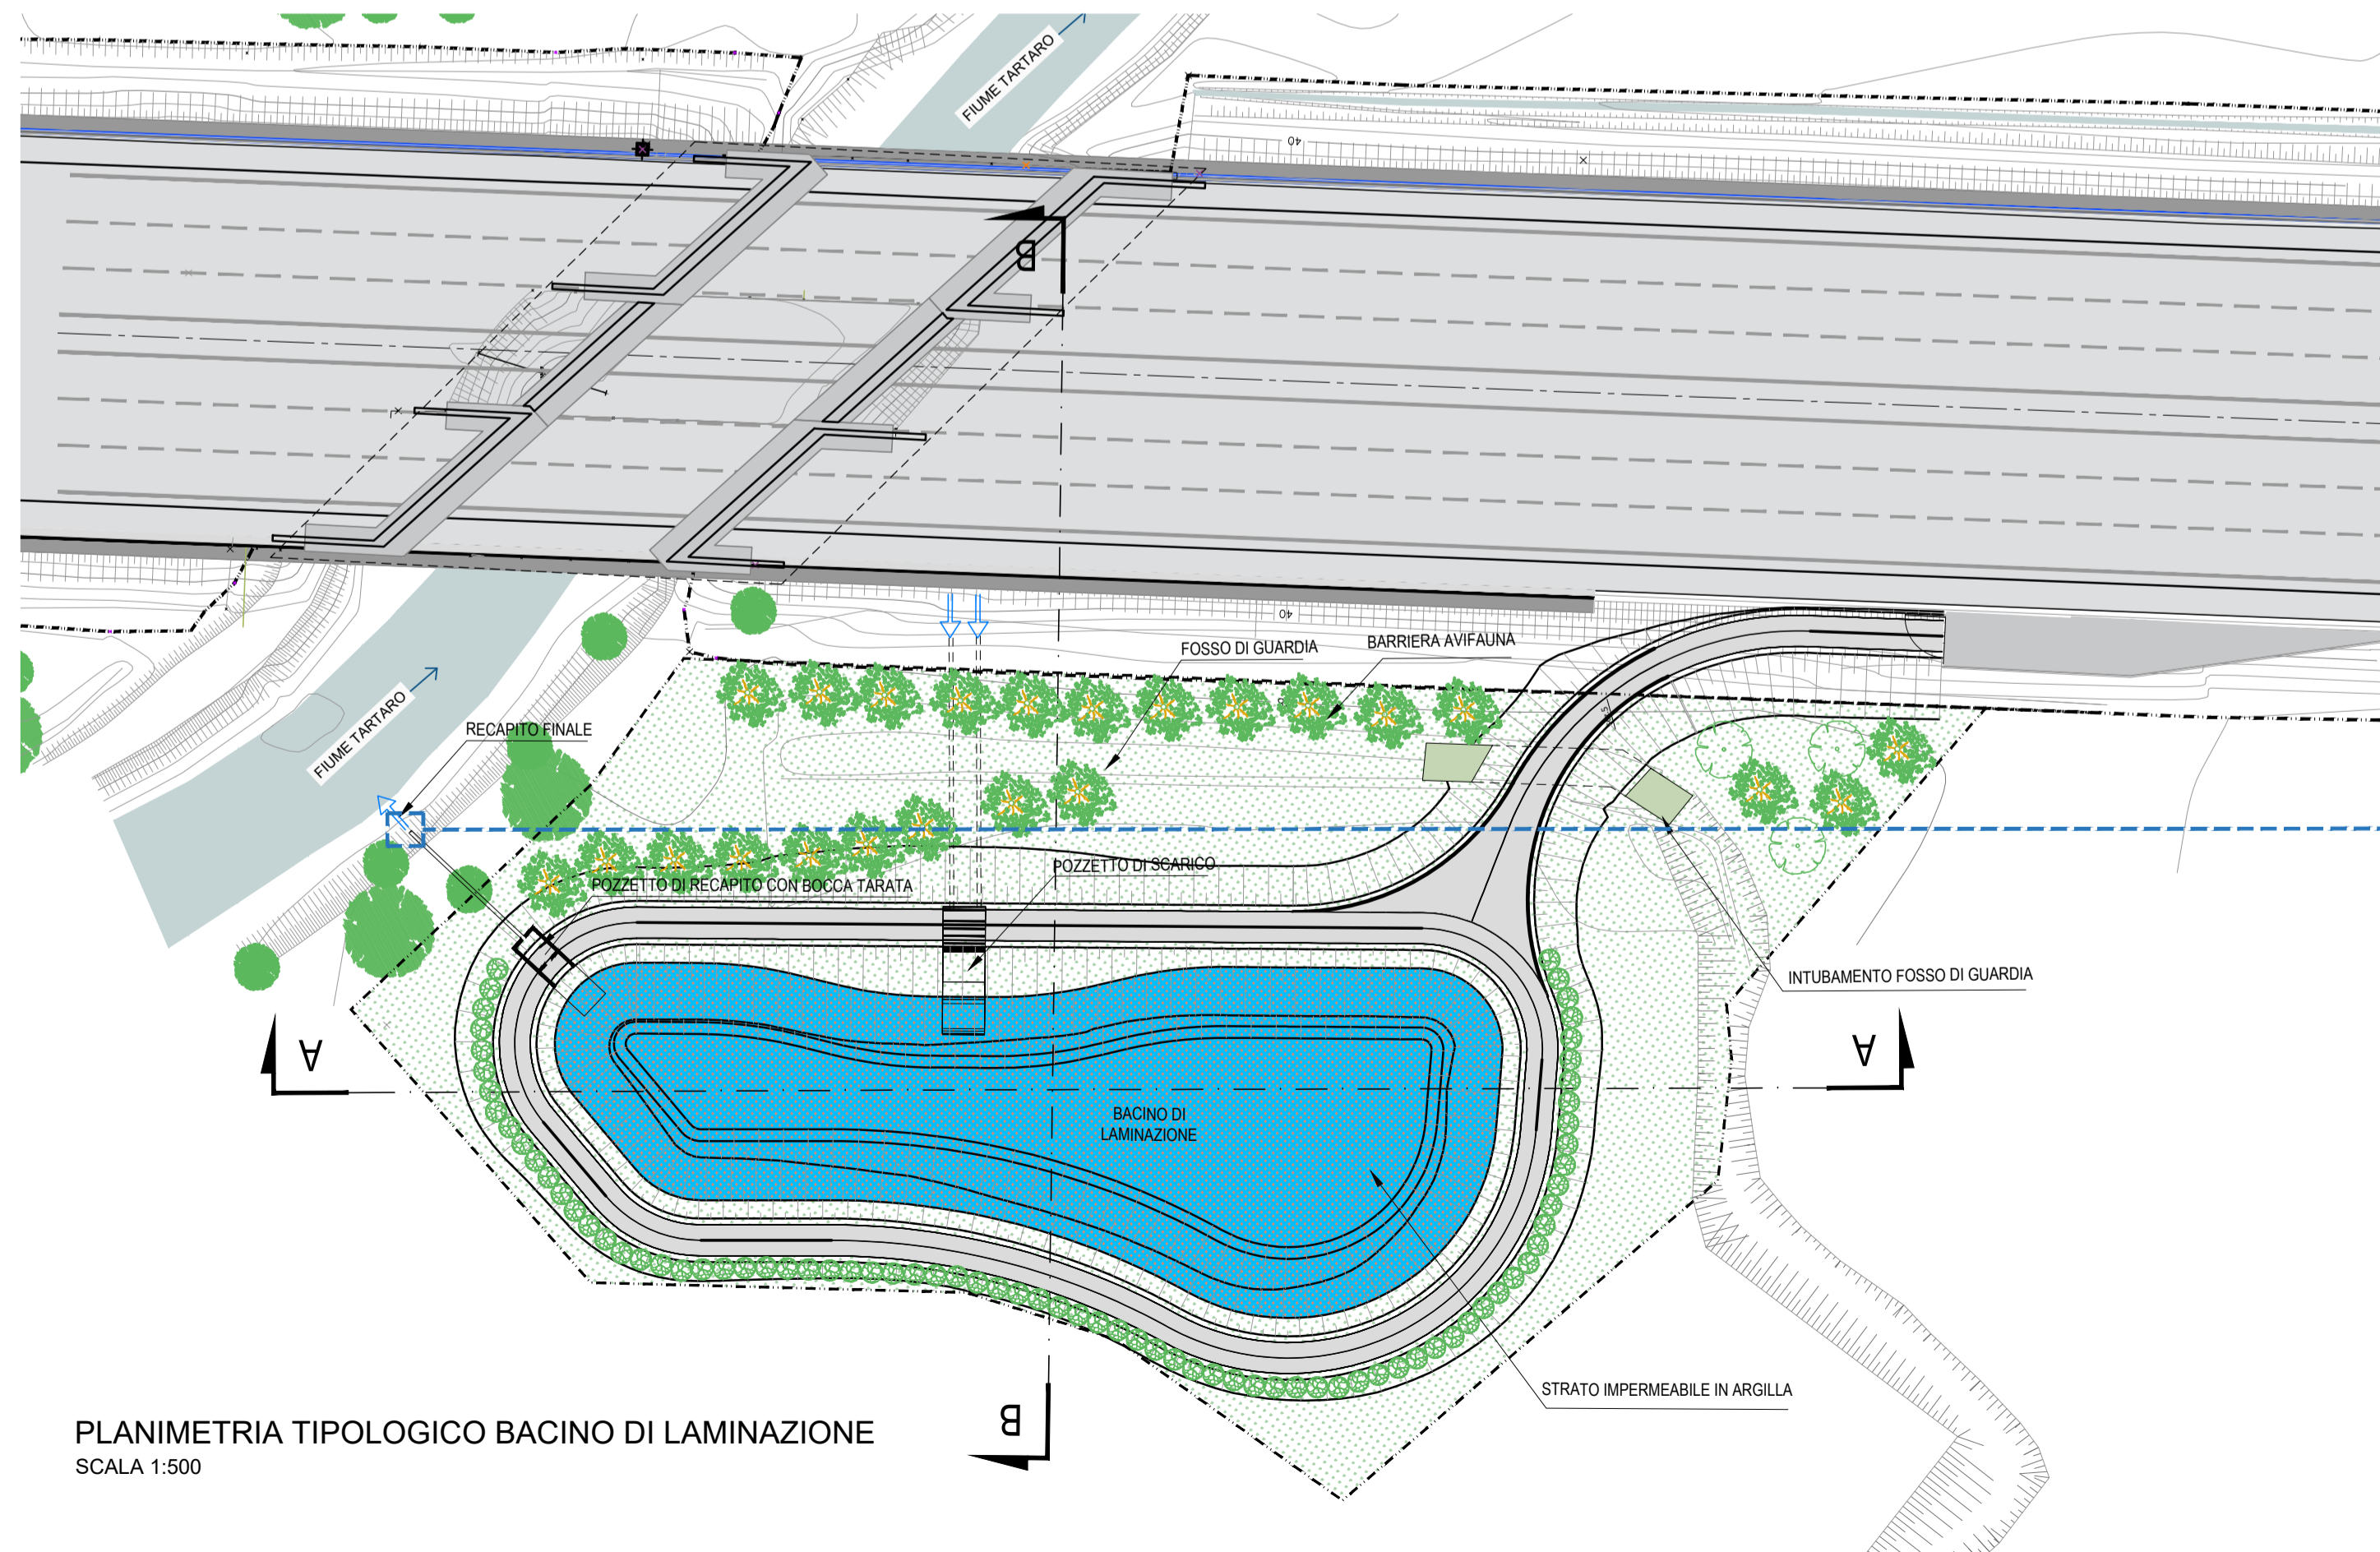 FIUME TARTARO
40
B
40
FOSSO DI GUARDIA
BARRIERA AVIFAUNA
FIUME TARTARO
RECAPITO FINALE
POZZETTO DI SCARICO
POZZETTO DI RECAPITO CON BOCCA TARATA
INTUBAMENTO FOSSO DI GUARDIA
A
A
BACINO DI
LAMINAZIONE
STRATO IMPERMEABILE IN ARGILLA
B
PLANIMETRIA TIPOLOGICO BACINO DI LAMINAZIONE
SCALA 1:500